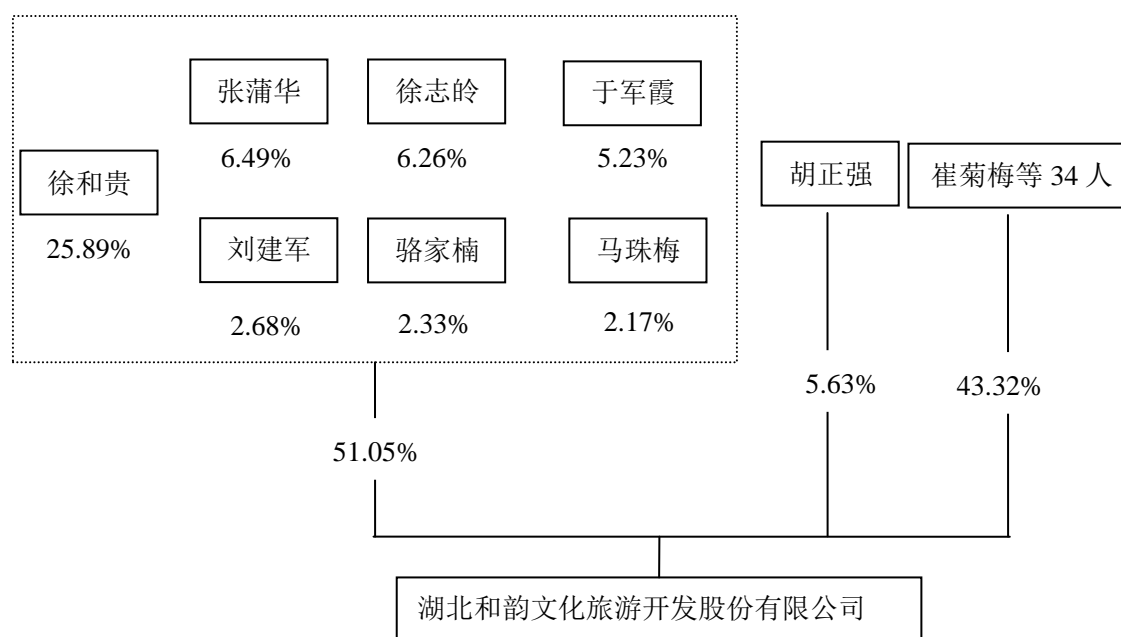 张蒲华
徐志皊
于军霞
6.49%
6.26%
5.23%
徐和贵
25.89%
胡正强
崔菊梅等 34 人
刘建军
骆家楠
马珠梅
2.68%
2.33%
2.17%
5.63%
43.32%
51.05%
湖北和韵文化旅游开发股份有限公司